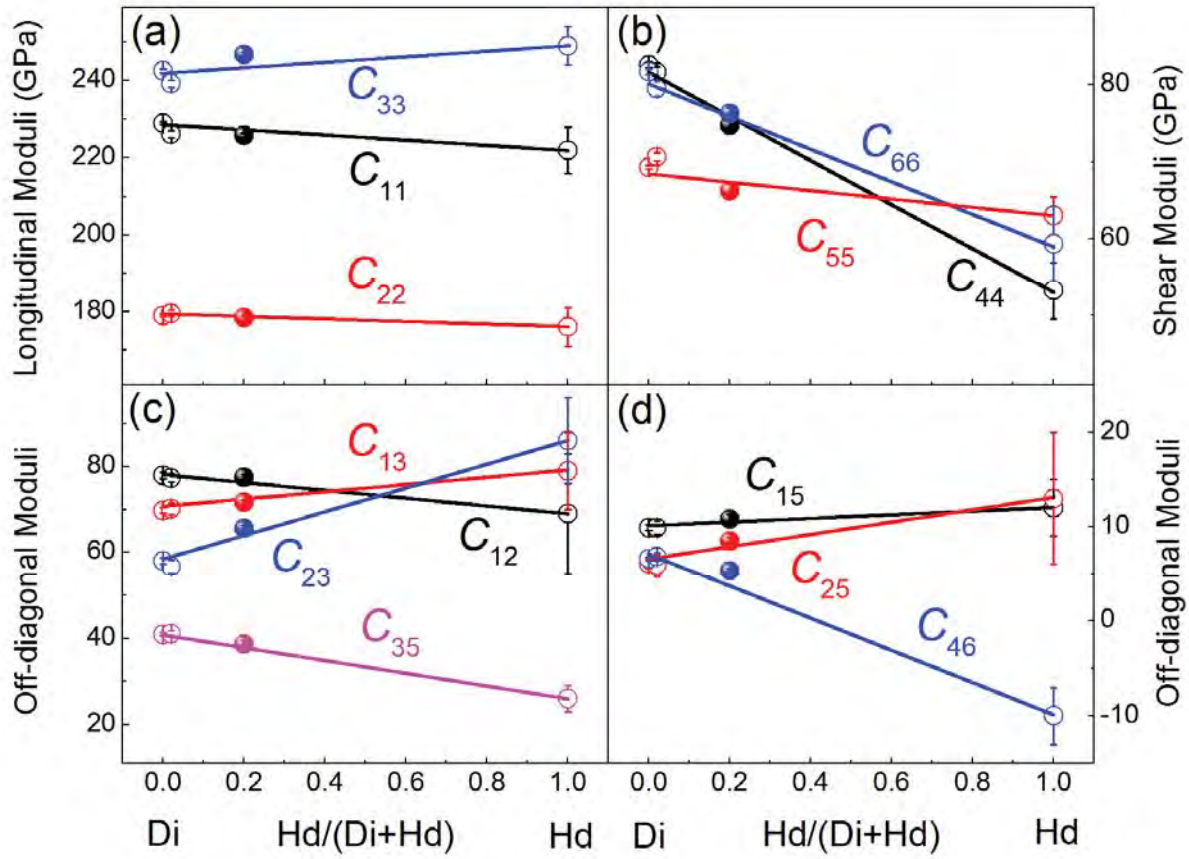 (a)
Longitudinal Moduli (GPa)
240
220
200
180
C33
C11
C22
(b)
Shear Moduli (GPa)
80
60
C66
C55
C44
(c)
Off-diagonal Moduli
80
60
40
20
C13
C23
C12
C35
0.0 0.2 0.4 0.6 0.8 1.0
Di Hd/(Di+Hd) Hd
(d)
Off-diagonal Moduli
20
10
0
-10
C15
C25
C46
0.0 0.2 0.4 0.6 0.8 1.0
Di Hd/(Di+Hd) Hd